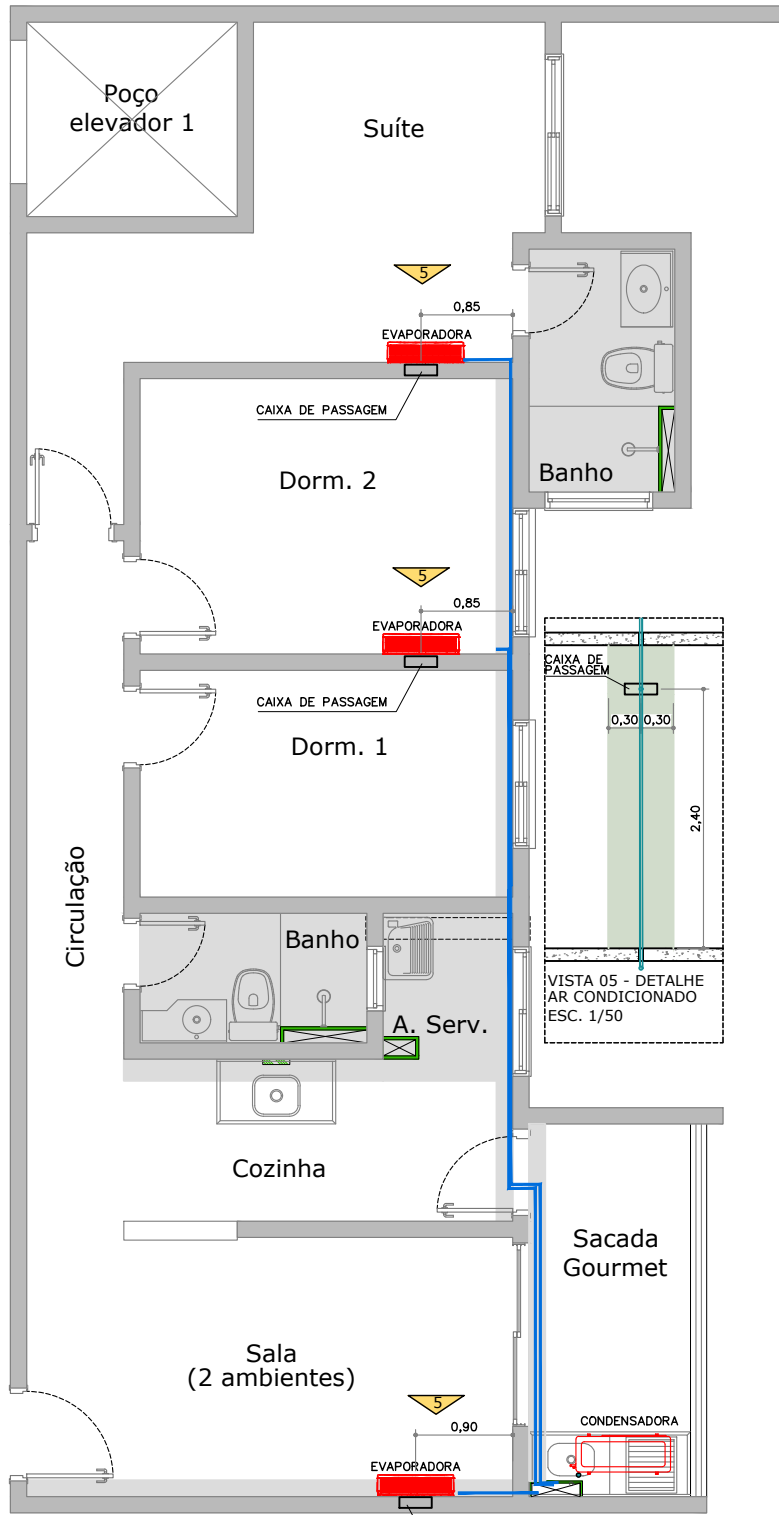 Poço
elevador 1
Suíte
5
0,85
EVAPORADORA
CAIXA DE PASSAGEM
Dorm. 2
Banho
5
0,85
EVAPORADORA
CAIXA DE PASSAGEM
Dorm. 1
CAIXA DE
PASSAGEM
0,30 0,30
2,40
VISTA 05 - DETALHE
AR CONDICIONADO
ESC. 1/50
Circulação
Banho
A. Serv.
Cozinha
Sacada
Gourmet
Sala
(2 ambientes)
5
0,90
EVAPORADORA
CONDENSADORA